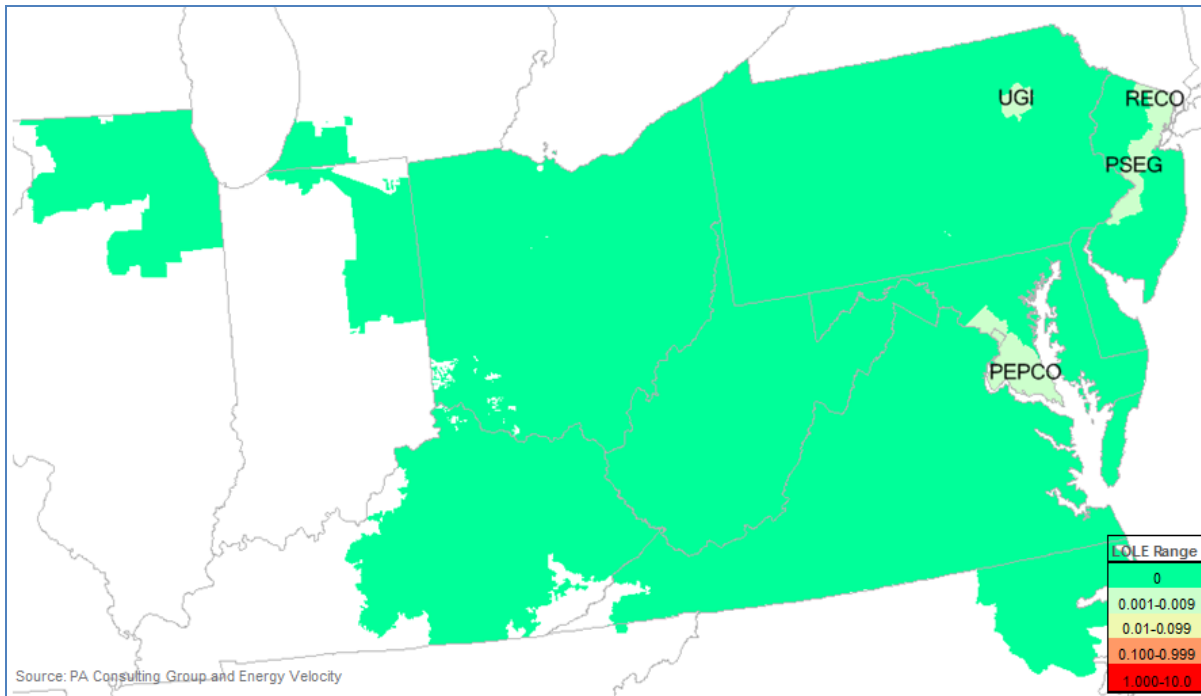 UGI
RECO
PSEG
PEPCO
LOLE Range
0
0.001-0.009
0.01-0.099
0.100-0.999
1.000-10.0
Source: PA Consulting Group and Energy Velocity